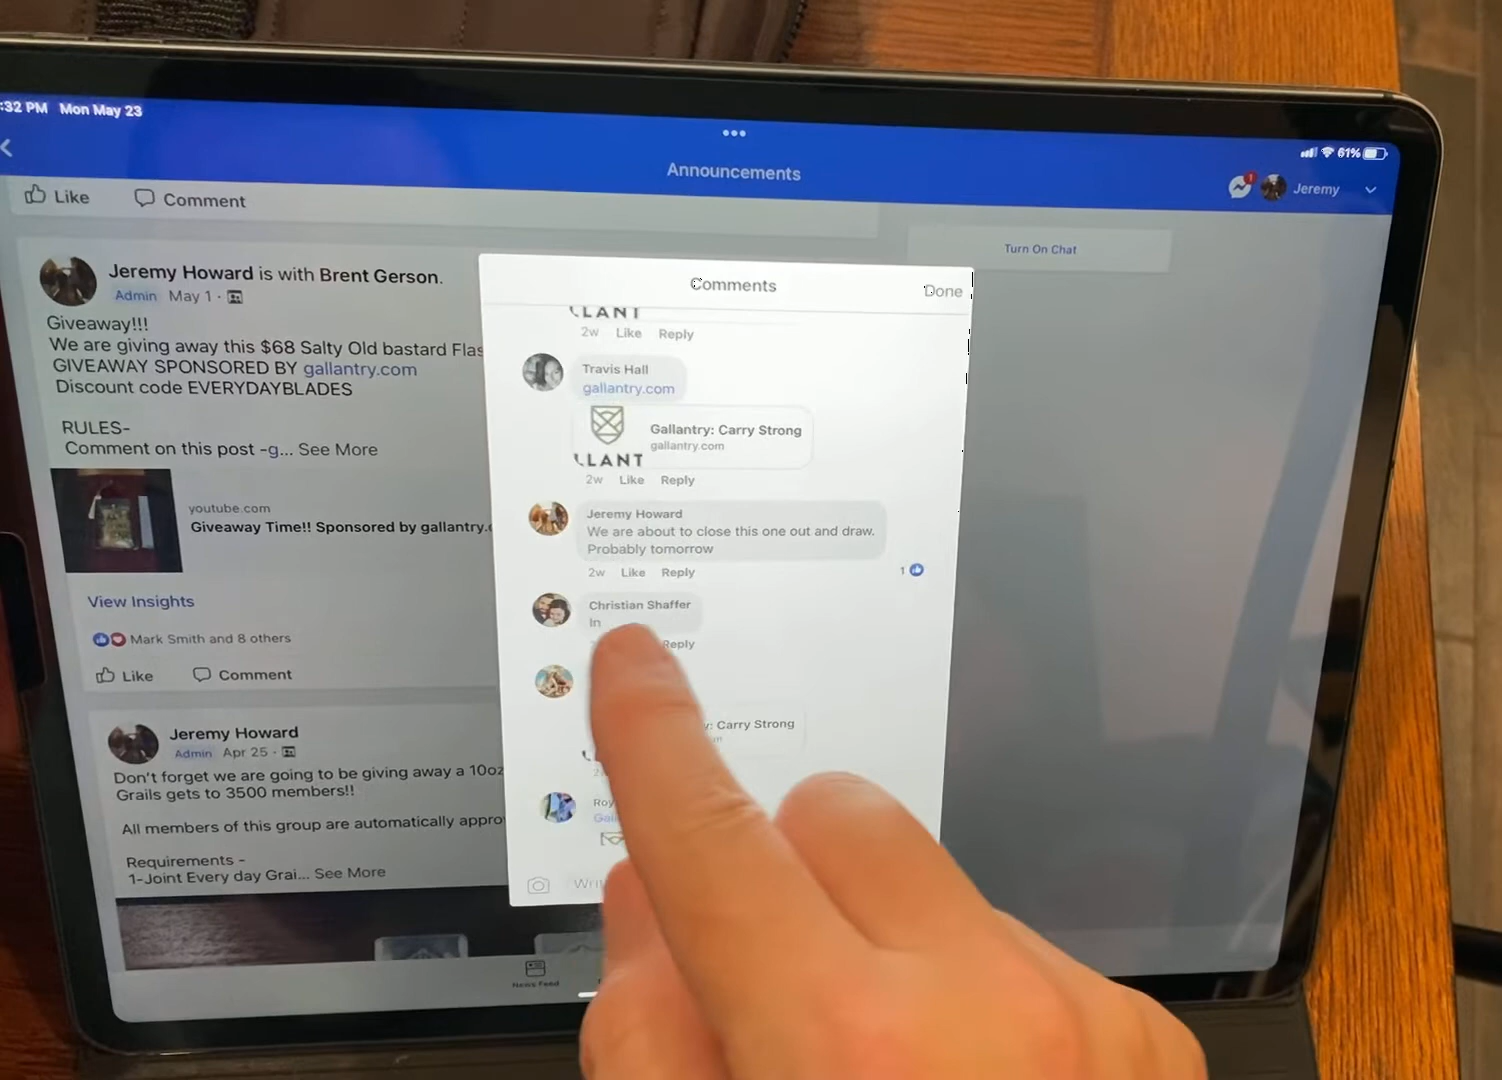 :32 PM Mon May 23
61%
Announcements
Jeremy
Like Comment
Turn On Chat
Jeremy Howard is with Brent Gerson.
Admin May 1 ·
Giveaway!!!
We are giving away this $68 Salty Old bastard Flas
GIVEAWAY SPONSORED BY gallantry.com
Discount code EVERYDAYBLADES
RULES-
Comment on this post -g... See More
youtube.com
Giveaway Time!! Sponsored by gallantry.
View Insights
Mark Smith and 8 others
Like Comment
Jeremy Howard
Admin Apr 25 ·
Don't forget we are going to be giving away a 10oz
Grails gets to 3500 members!!
All members of this group are automatically appro
Requirements -
1-Joint Every day Grai... See More
News Feed
Comments
Done
LLANT
2w Like Reply
Travis Hall
gallantry.com
Gallantry: Carry Strong
gallantry.com
LLANT
2w Like Reply
Jeremy Howard
We are about to close this one out and draw.
Probably tomorrow
2w Like Reply
1
Christian Shaffer
In
Reply
y: Carry Strong
m
Roy
Gall
Wri